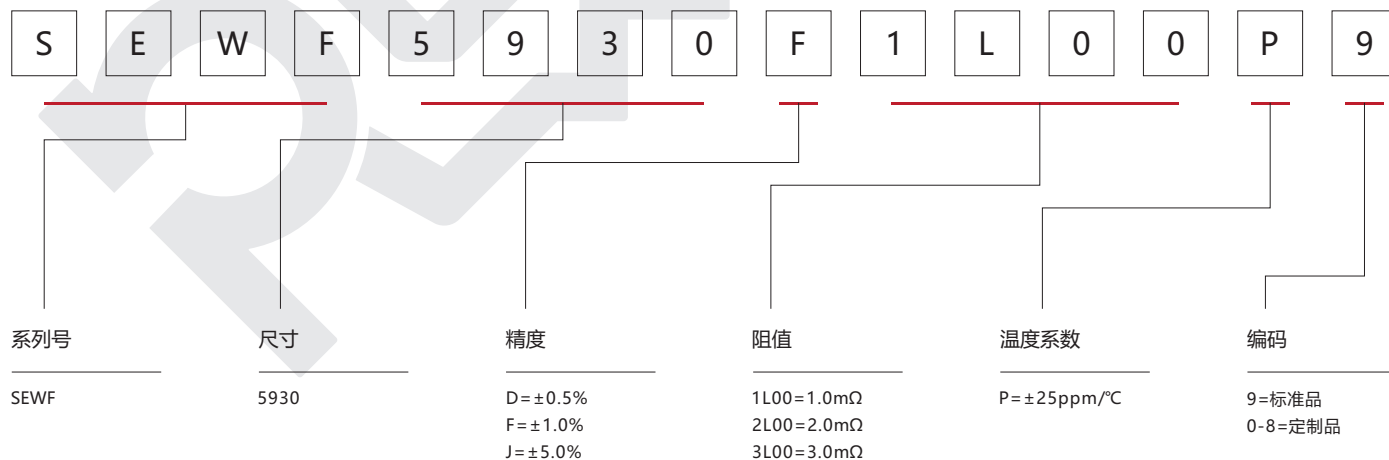 S E W F 5 9 3 0 F 1 L 0 0 P 9
系列号 尺寸 精度 阻值 温度系数 编码
SEWF 5930 D=±0.5% 1L00=1.0mΩ P=±25ppm/℃ 9=标准品
F=±1.0% 2L00=2.0mΩ 0-8=定制品
J=±5.0% 3L00=3.0mΩ